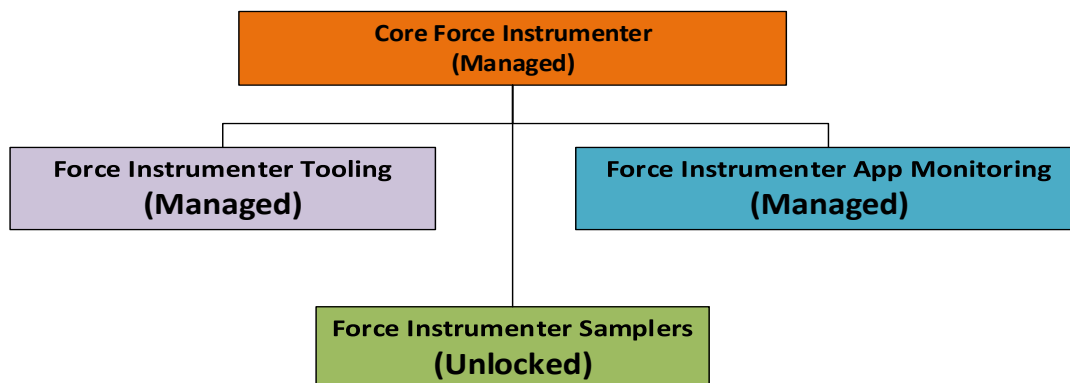 Core Force Instrumenter
(Managed)
Force Instrumenter Tooling
(Managed)
Force Instrumenter App Monitoring
(Managed)
Force Instrumenter Samplers
(Unlocked)